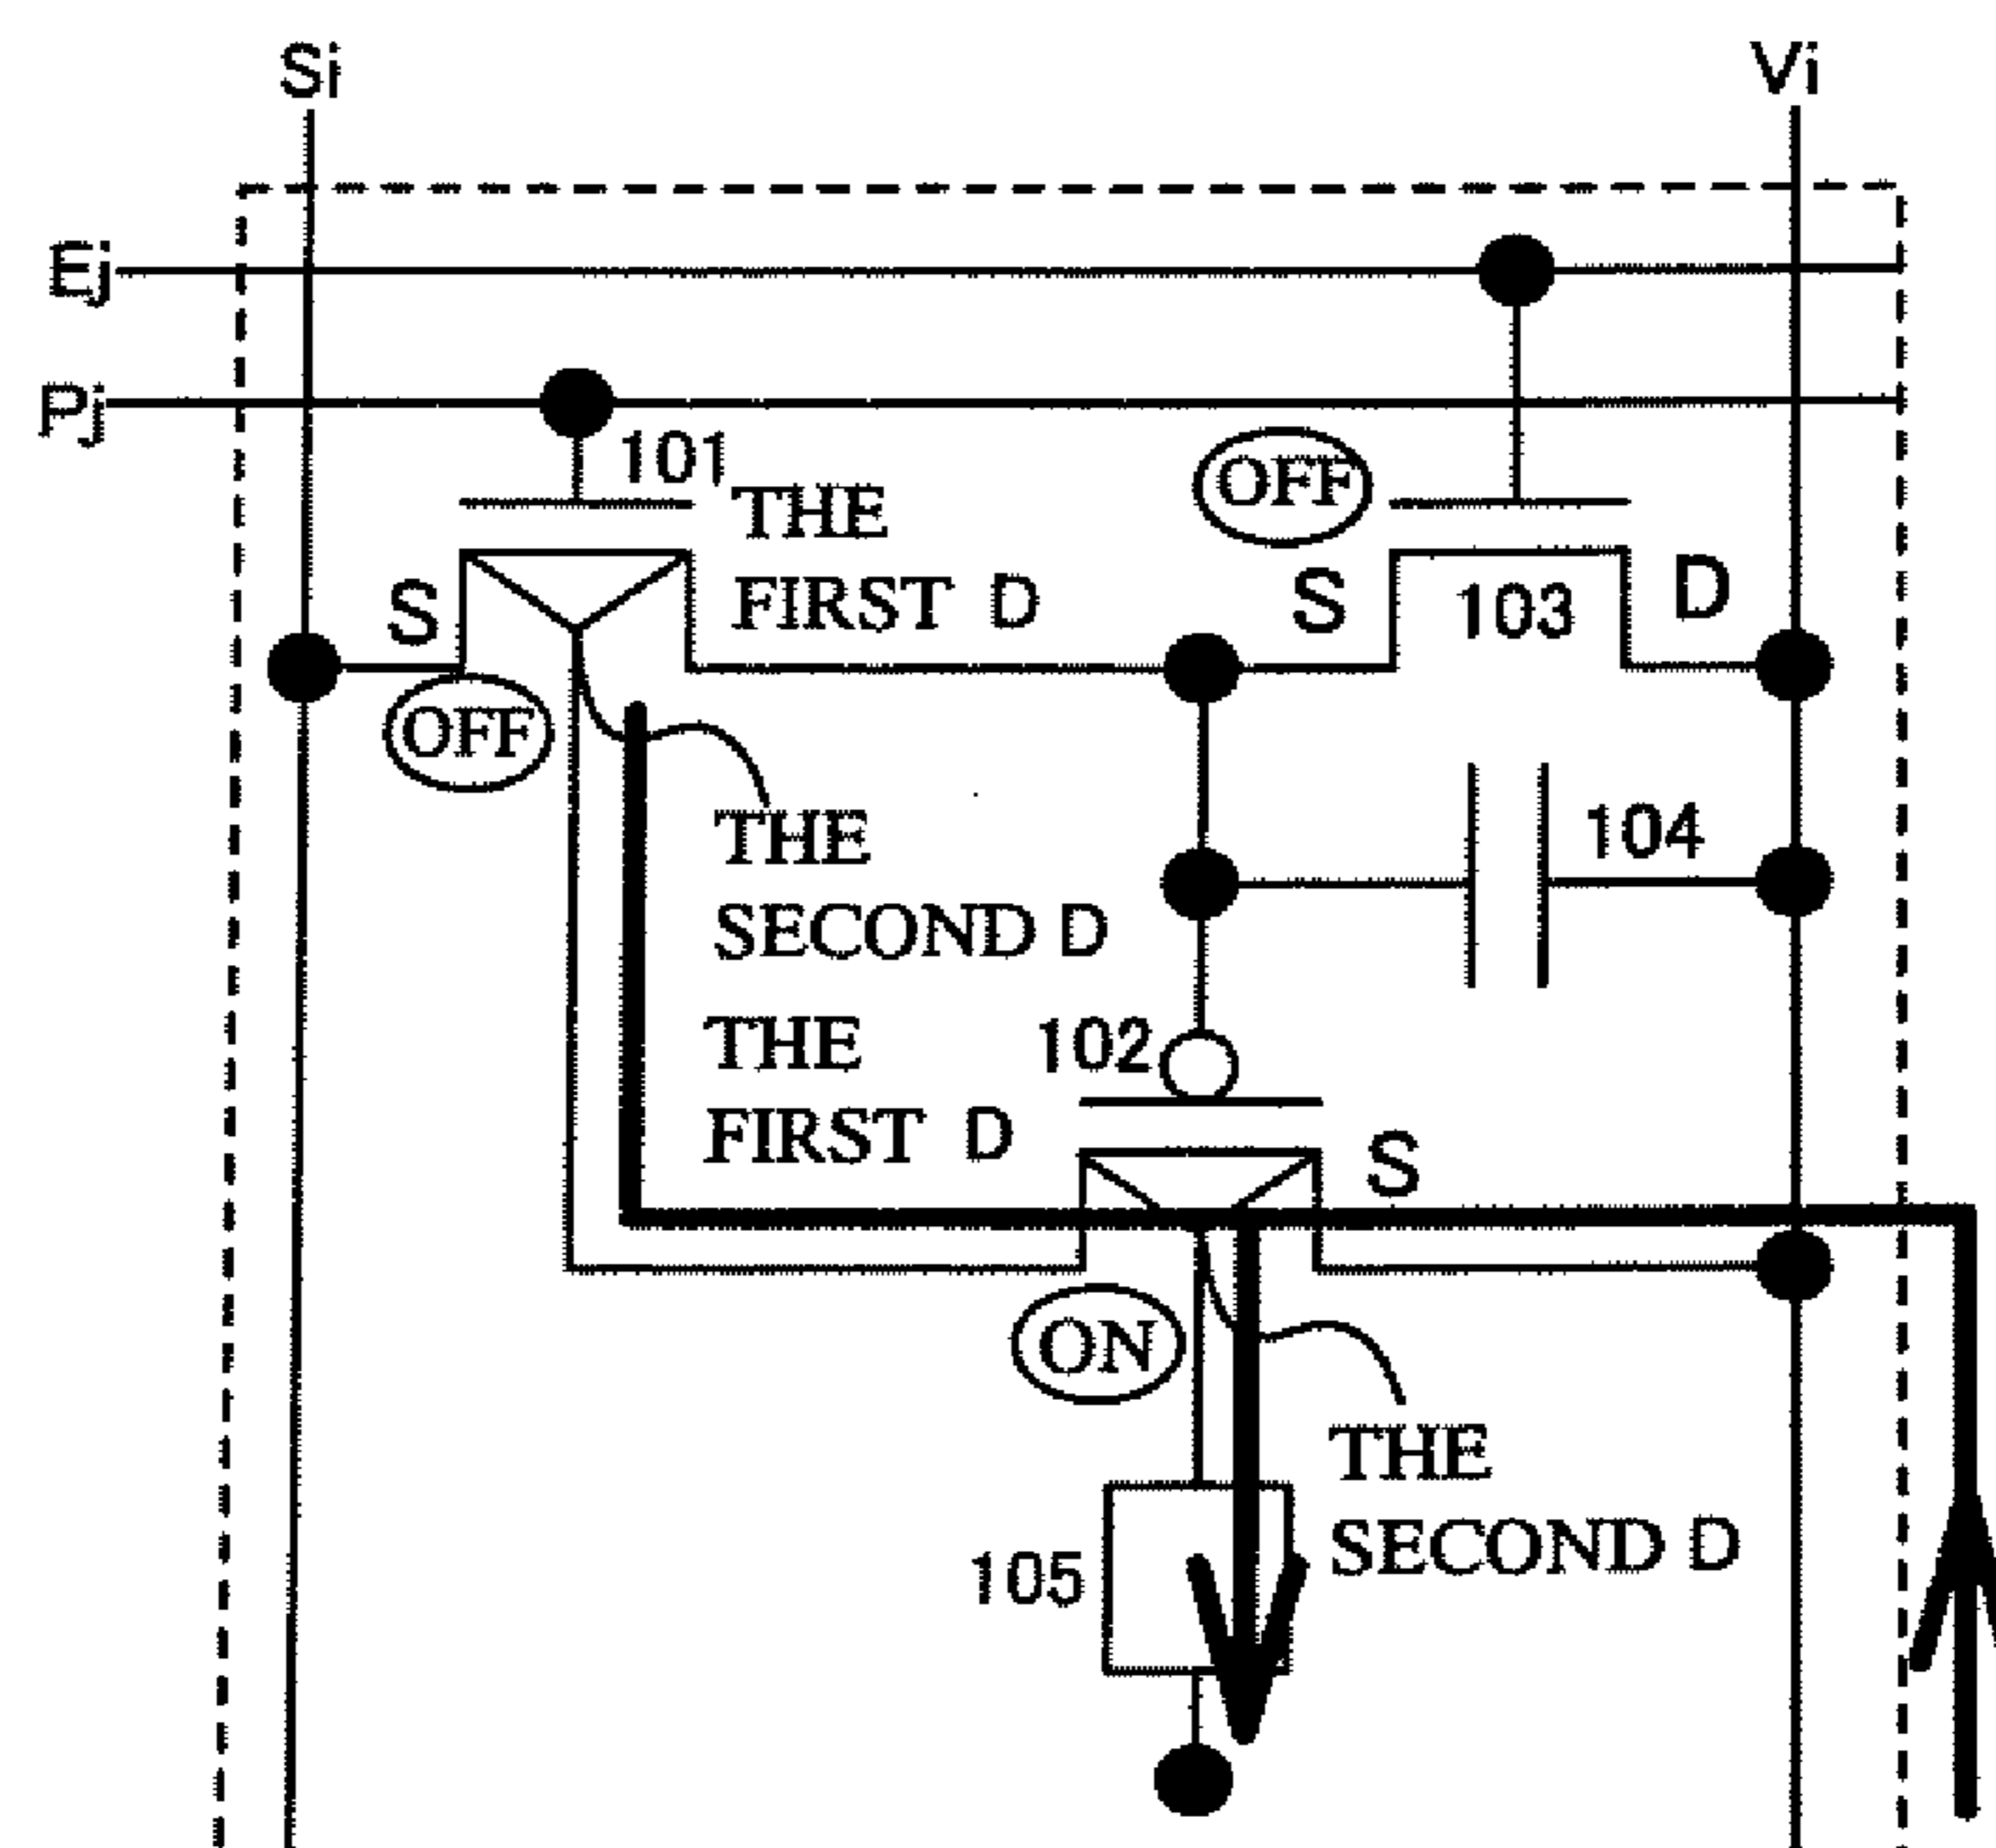 Si
Vi
Ej
Pj
101
THE
FIRST D
OFF
S
103
D
S
OFF
THE
SECOND D
104
THE
FIRST D
102
S
ON
THE
SECOND D
105